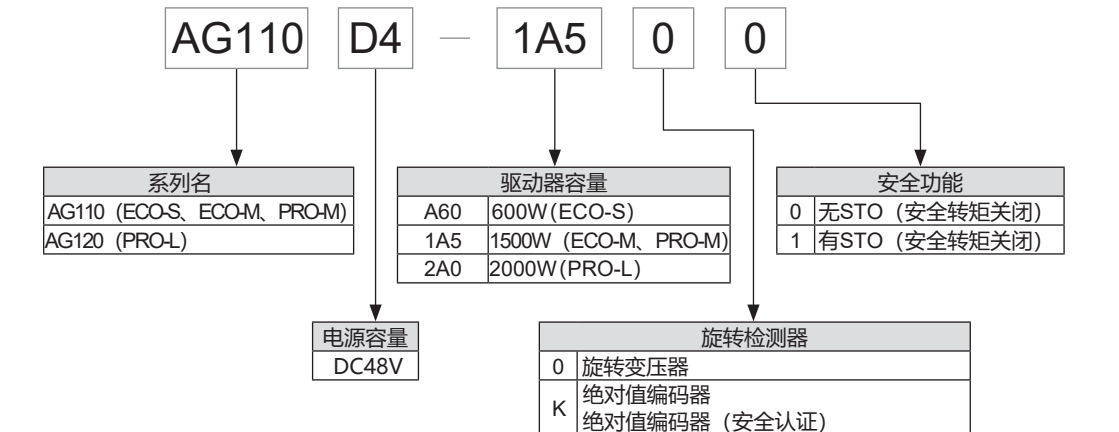 AG110 D4 — 1A5 0 0
系列名
AG110（ECO-S、ECO-M、PRO-M）
AG120（PRO-L）
驱动器容量
A60 600W(ECO-S)
1A5 1500W（ECO-M、PRO-M）
2A0 2000W(PRO-L)
安全功能
0 无STO（安全转矩关闭）
1 有STO（安全转矩关闭）
电源容量
DC48V
旋转检测器
0 旋转变压器
K 绝对值编码器
绝对值编码器（安全认证）